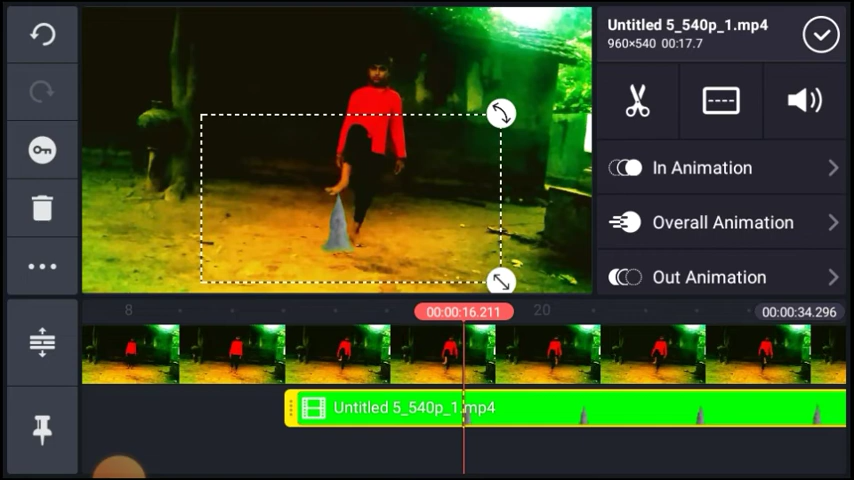 Untitled 5_540p_1.mp4
960×540 00:17.7
In Animation
Overall Animation
Out Animation
8
00:00:16.211
20
00:00:34.296
Untitled 5_540p_1.mp4